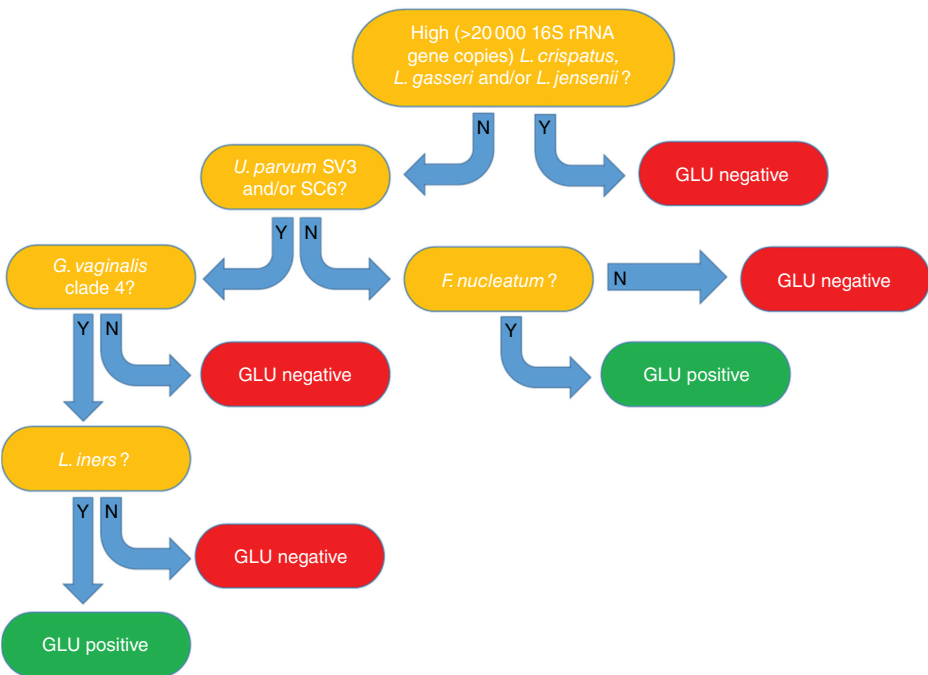 High (>20 000 16S rRNA
gene copies) L. crispatus,
L. gasseri and/or L. jensenii?
N
Y
GLU negative
U. parvum SV3
and/or SC6?
Y
N
G. vaginalis
clade 4?
F. nucleatum?
N
GLU negative
Y
N
GLU negative
Y
GLU positive
L. iners?
Y
N
GLU negative
GLU positive